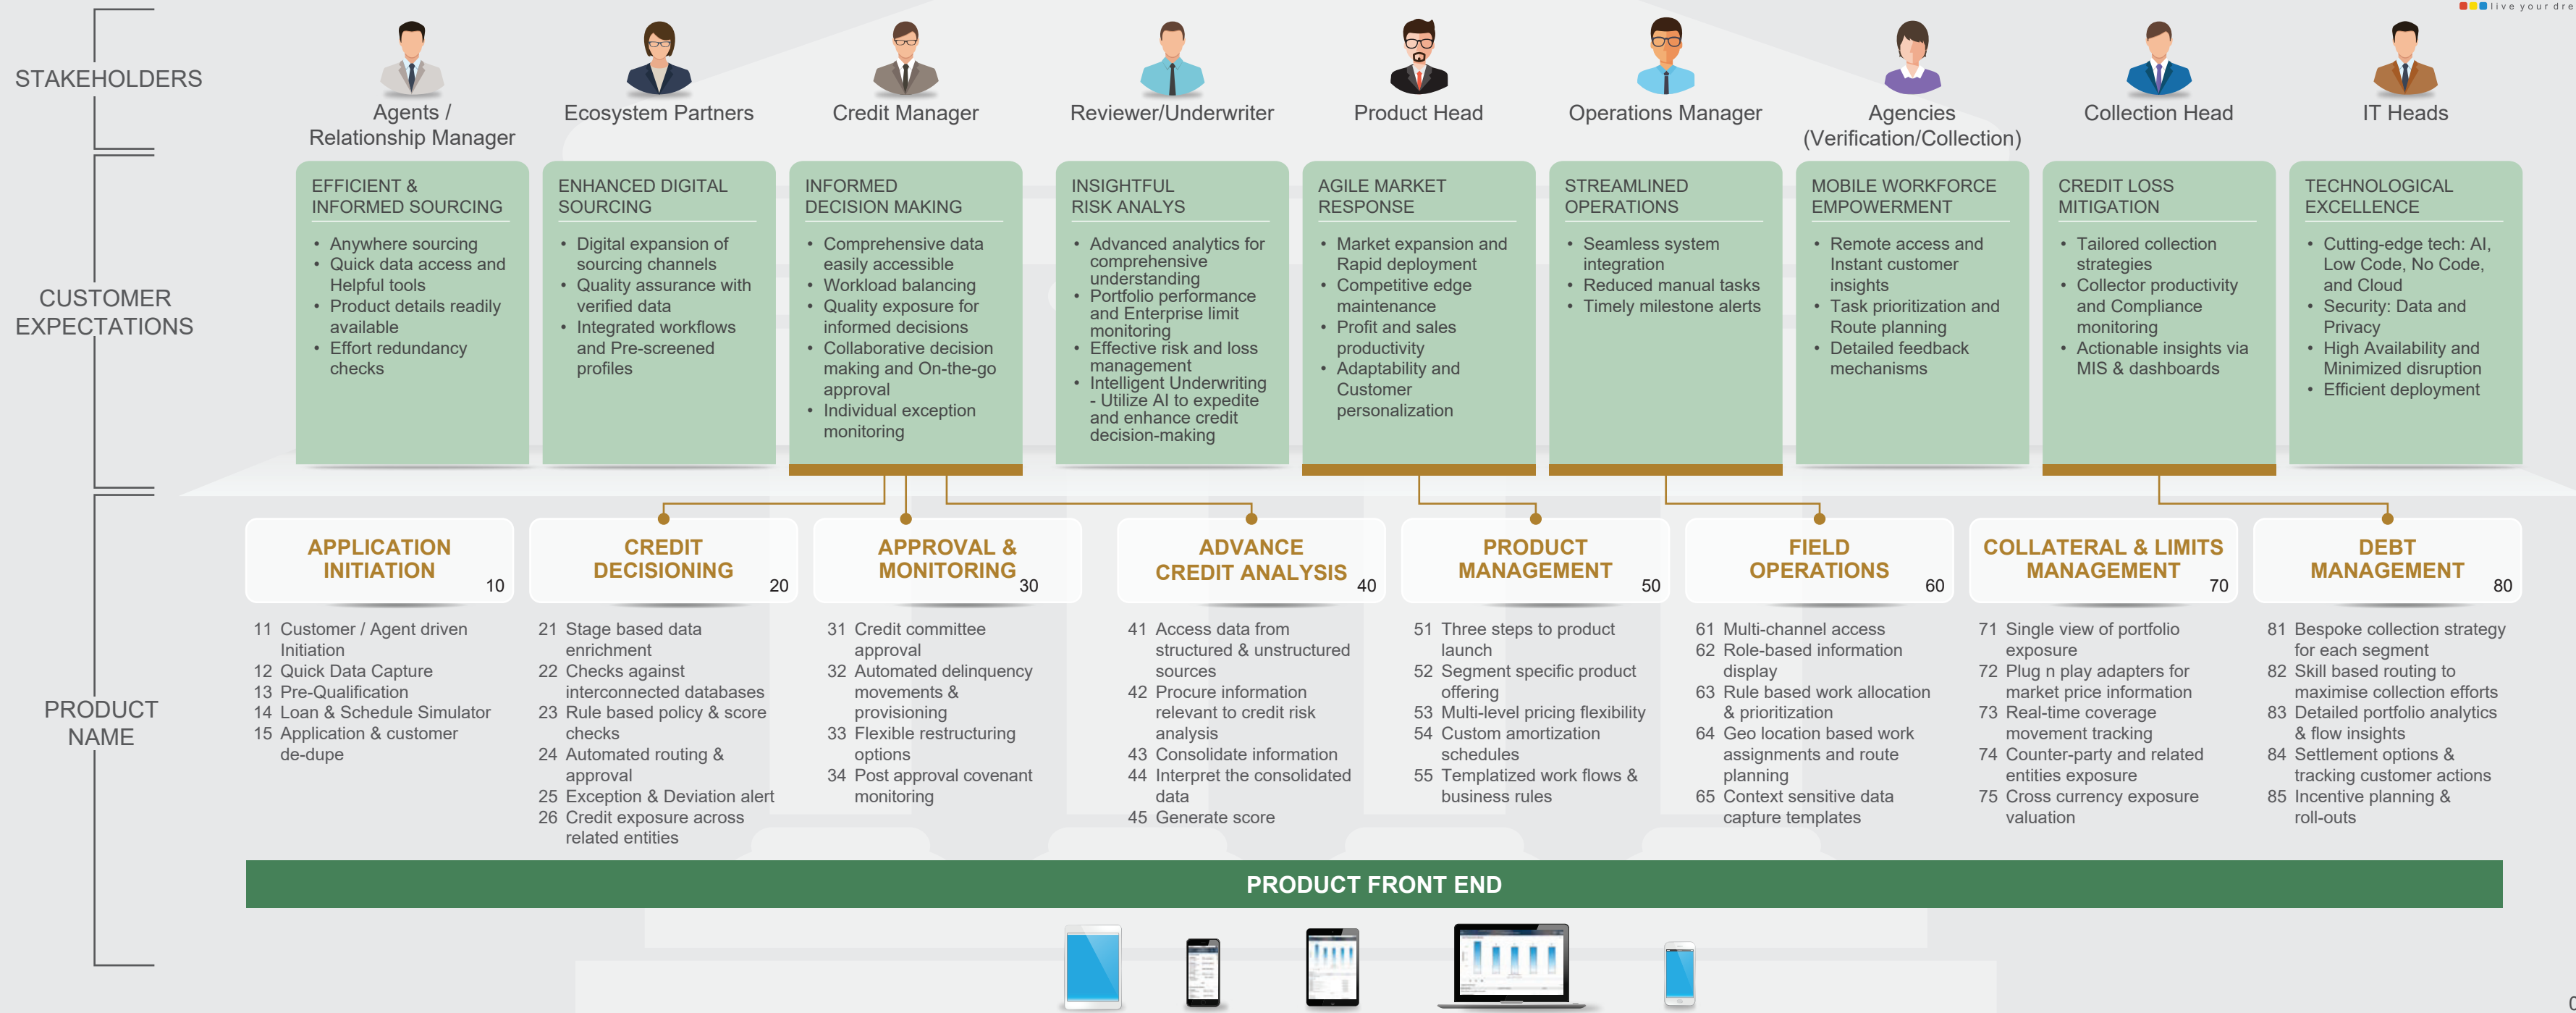 live your dre
STAKEHOLDERS
Agents /
Relationship Manager
Ecosystem Partners
Credit Manager
Reviewer/Underwriter
Product Head
Operations Manager
Agencies
(Verification/Collection)
Collection Head
IT Heads
CUSTOMER
EXPECTATIONS
EFFICIENT &
INFORMED SOURCING
• Anywhere sourcing
• Quick data access and
Helpful tools
• Product details readily
available
• Effort redundancy
checks
ENHANCED DIGITAL
SOURCING
• Digital expansion of
sourcing channels
• Quality assurance with
verified data
• Integrated workflows
and Pre-screened
profiles
INFORMED
DECISION MAKING
• Comprehensive data
easily accessible
• Workload balancing
• Quality exposure for
informed decisions
• Collaborative decision
making and On-the-go
approval
• Individual exception
monitoring
INSIGHTFUL
RISK ANALYS
• Advanced analytics for
comprehensive
understanding
• Portfolio performance
and Enterprise limit
monitoring
• Effective risk and loss
management
• Intelligent Underwriting
- Utilize AI to expedite
and enhance credit
decision-making
AGILE MARKET
RESPONSE
• Market expansion and
Rapid deployment
• Competitive edge
maintenance
• Profit and sales
productivity
• Adaptability and
Customer
personalization
STREAMLINED
OPERATIONS
• Seamless system
integration
• Reduced manual tasks
• Timely milestone alerts
MOBILE WORKFORCE
EMPOWERMENT
• Remote access and
Instant customer
insights
• Task prioritization and
Route planning
• Detailed feedback
mechanisms
CREDIT LOSS
MITIGATION
• Tailored collection
strategies
• Collector productivity
and Compliance
monitoring
• Actionable insights via
MIS & dashboards
TECHNOLOGICAL
EXCELLENCE
• Cutting-edge tech: AI,
Low Code, No Code,
and Cloud
• Security: Data and
Privacy
• High Availability and
Minimized disruption
• Efficient deployment
PRODUCT
NAME
APPLICATION
INITIATION
10
11 Customer / Agent driven
Initiation
12 Quick Data Capture
13 Pre-Qualification
14 Loan & Schedule Simulator
15 Application & customer
de-dupe
CREDIT
DECISIONING
20
21 Stage based data
enrichment
22 Checks against
interconnected databases
23 Rule based policy & score
checks
24 Automated routing &
approval
25 Exception & Deviation alert
26 Credit exposure across
related entities
APPROVAL &
MONITORING
30
31 Credit committee
approval
32 Automated delinquency
movements &
provisioning
33 Flexible restructuring
options
34 Post approval covenant
monitoring
ADVANCE
CREDIT ANALYSIS
40
41 Access data from
structured & unstructured
sources
42 Procure information
relevant to credit risk
analysis
43 Consolidate information
44 Interpret the consolidated
data
45 Generate score
PRODUCT
MANAGEMENT
50
51 Three steps to product
launch
52 Segment specific product
offering
53 Multi-level pricing flexibility
54 Custom amortization
schedules
55 Templatized work flows &
business rules
FIELD
OPERATIONS
60
61 Multi-channel access
62 Role-based information
display
63 Rule based work allocation
& prioritization
64 Geo location based work
assignments and route
planning
65 Context sensitive data
capture templates
COLLATERAL & LIMITS
MANAGEMENT
70
71 Single view of portfolio
exposure
72 Plug n play adapters for
market price information
73 Real-time coverage
movement tracking
74 Counter-party and related
entities exposure
75 Cross currency exposure
valuation
DEBT
MANAGEMENT
80
81 Bespoke collection strategy
for each segment
82 Skill based routing to
maximise collection efforts
83 Detailed portfolio analytics
& flow insights
84 Settlement options &
tracking customer actions
85 Incentive planning &
roll-outs
PRODUCT FRONT END